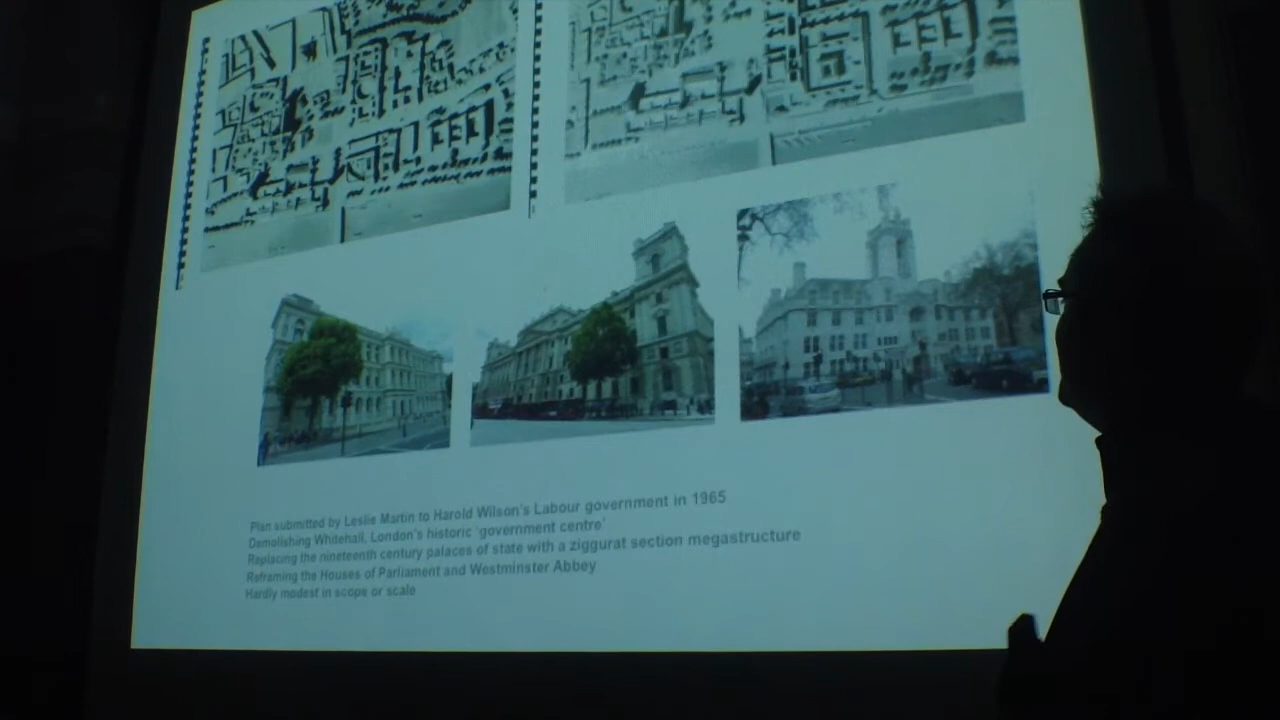 Plan submitted by Leslie Martin to Harold Wilson's Labour government in 1965
Demolishing Whitehall, London's historic 'government centre'
Replacing the nineteenth century palaces of state with a ziggurat section megastructure
Reframing the Houses of Parliament and Westminster Abbey
Hardly modest in scope or scale